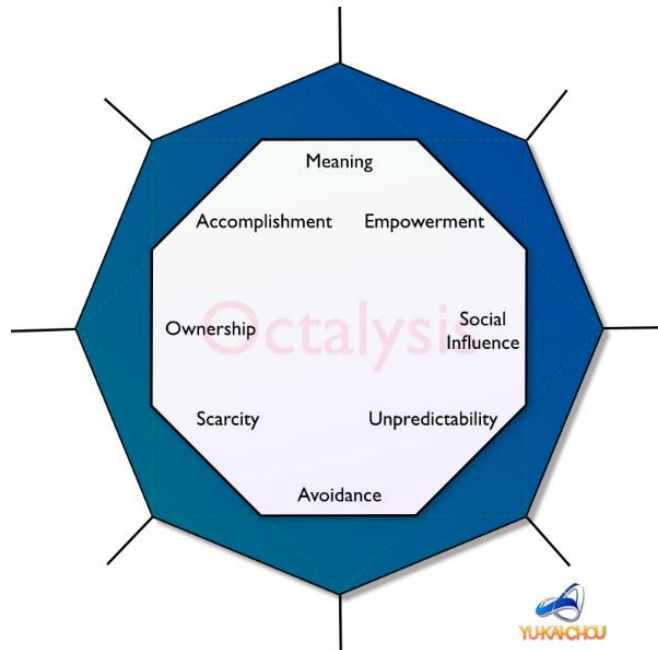 Meaning
Accomplishment Empowerment
Octalysis
Ownership
Social
Influence
Scarcity Unpredictability
Avoidance
YU-KAI-CHOU